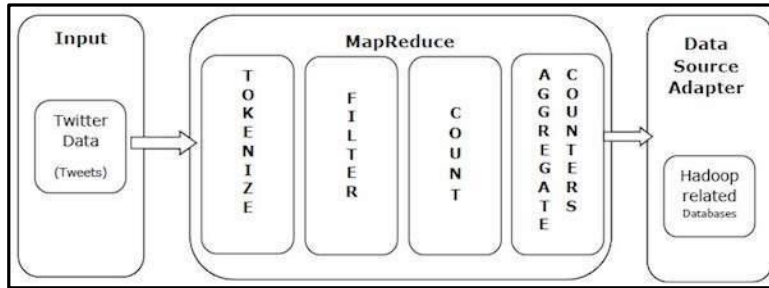 Input
Twitter
Data
(Tweets)
MapReduce
TOKENIZE
FILTER
COUNT
AGGREGATE
COUNTERS
Data
Source
Adapter
Hadoop
related
Databases